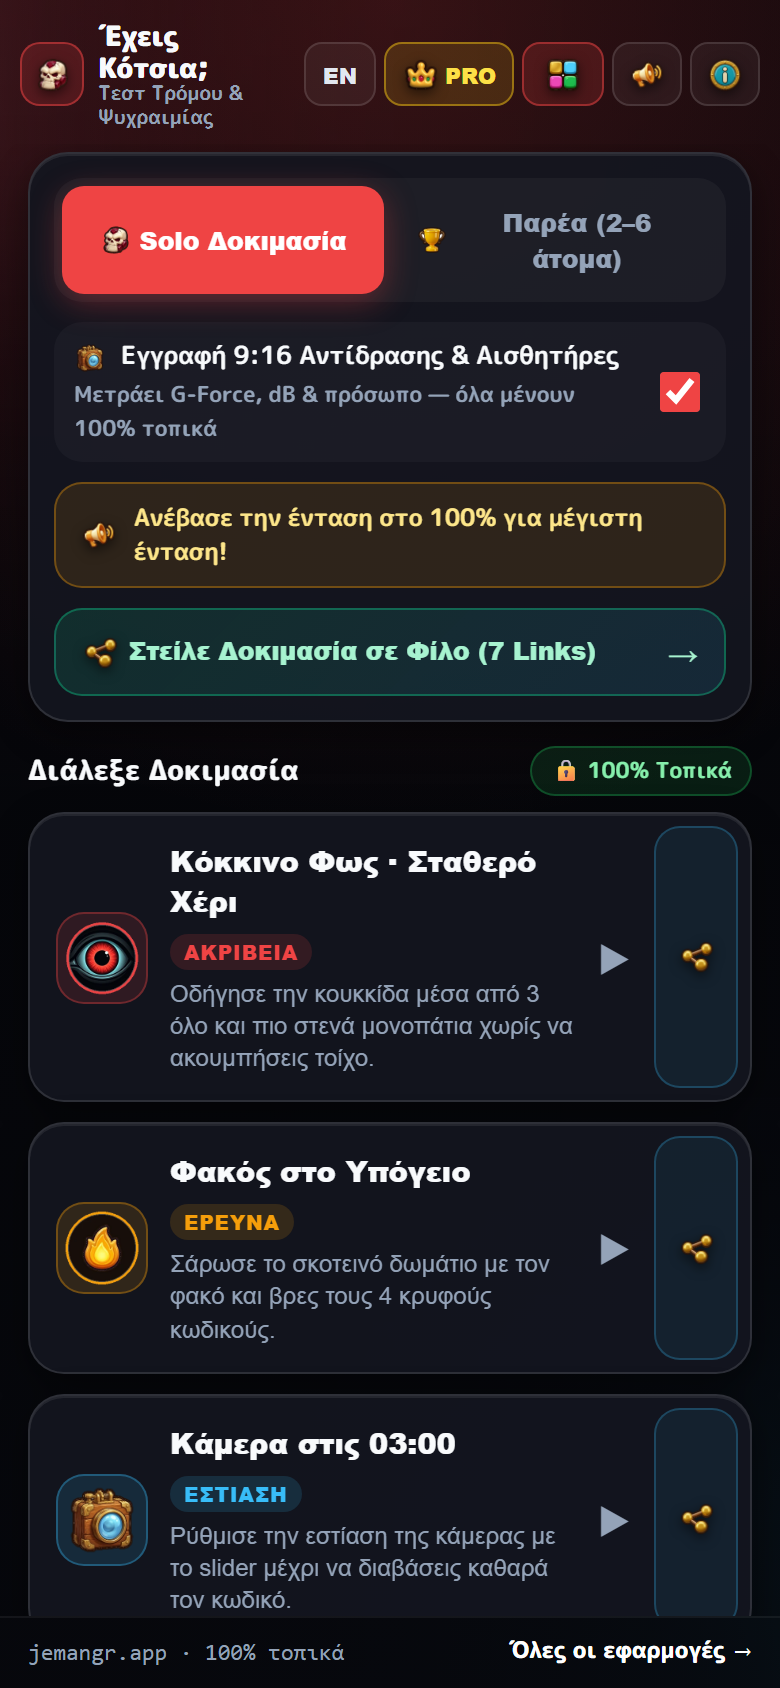 Έχεις
Κότσια;
Τεστ Τρόμου &
Ψυχραιμίας
EN
PRO
Solo Δοκιμασία
Παρέα (2–6
άτομα)
Εγγραφή 9:16 Αντίδρασης & Αισθητήρες
Μετράει G-Force, dB & πρόσωπο — όλα μένουν
100% τοπικά
Ανέβασε την ένταση στο 100% για μέγιστη
ένταση!
Στείλε Δοκιμασία σε Φίλο (7 Links) →
Διάλεξε Δοκιμασία
100% Τοπικά
Κόκκινο Φως · Σταθερό
Χέρι
ΑΚΡΙΒΕΙΑ
Οδήγησε την κουκκίδα μέσα από 3
όλο και πιο στενά μονοπάτια χωρίς να
ακουμπήσεις τοίχο.
Φακός στο Υπόγειο
ΕΡΕΥΝΑ
Σάρωσε το σκοτεινό δωμάτιο με τον
φακό και βρες τους 4 κρυφούς
κωδικούς.
Κάμερα στις 03:00
ΕΣΤΙΑΣΗ
Ρύθμισε την εστίαση της κάμερας με
το slider μέχρι να διαβάσεις καθαρά
τον κωδικό.
jemangr.app · 100% τοπικά
Όλες οι εφαρμογές →